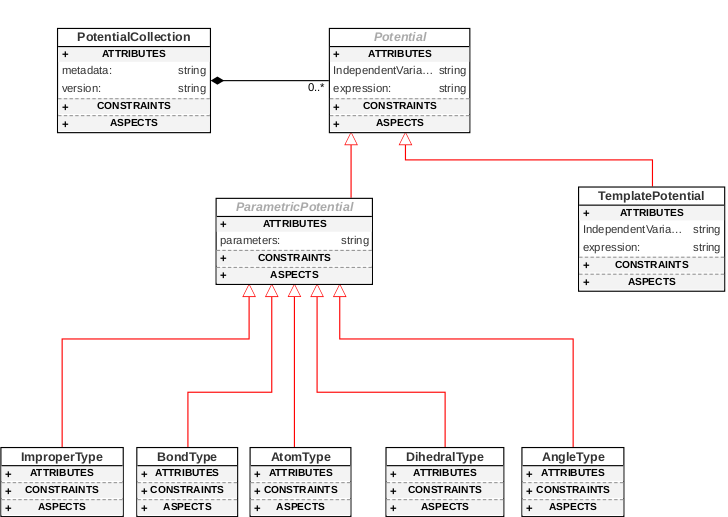 PotentialCollection
+ ATTRIBUTES
metadata: string
version: string
+ CONSTRAINTS
+ ASPECTS
0..*
Potential
+ ATTRIBUTES
IndependentVaria... string
expression: string
+ CONSTRAINTS
+ ASPECTS
ParametricPotential
+ ATTRIBUTES
parameters: string
+ CONSTRAINTS
+ ASPECTS
TemplatePotential
+ ATTRIBUTES
IndependentVaria... string
expression: string
+ CONSTRAINTS
+ ASPECTS
ImproperType
+ ATTRIBUTES
+ CONSTRAINTS
+ ASPECTS
BondType
+ ATTRIBUTES
+ CONSTRAINTS
+ ASPECTS
AtomType
+ ATTRIBUTES
+ CONSTRAINTS
+ ASPECTS
DihedralType
+ ATTRIBUTES
+ CONSTRAINTS
+ ASPECTS
AngleType
+ ATTRIBUTES
+ CONSTRAINTS
+ ASPECTS